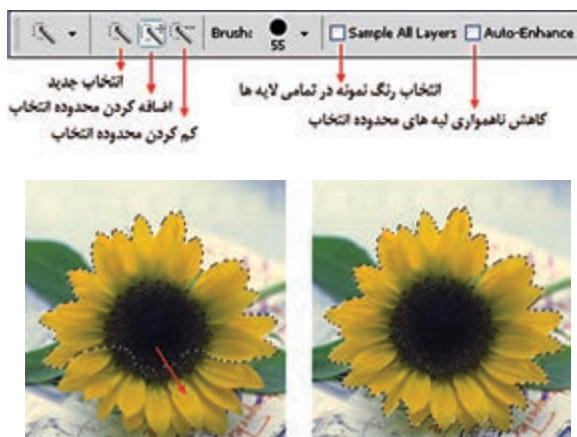 Brush: 55 Sample All Layers Auto-Enhance
انتخاب جدید
اضافه کردن محدوده انتخاب
کم کردن محدوده انتخاب
انتخاب رنگ نمونه در تمامی لایه ها
کاهش ناهمواری لبه های محدوده انتخاب